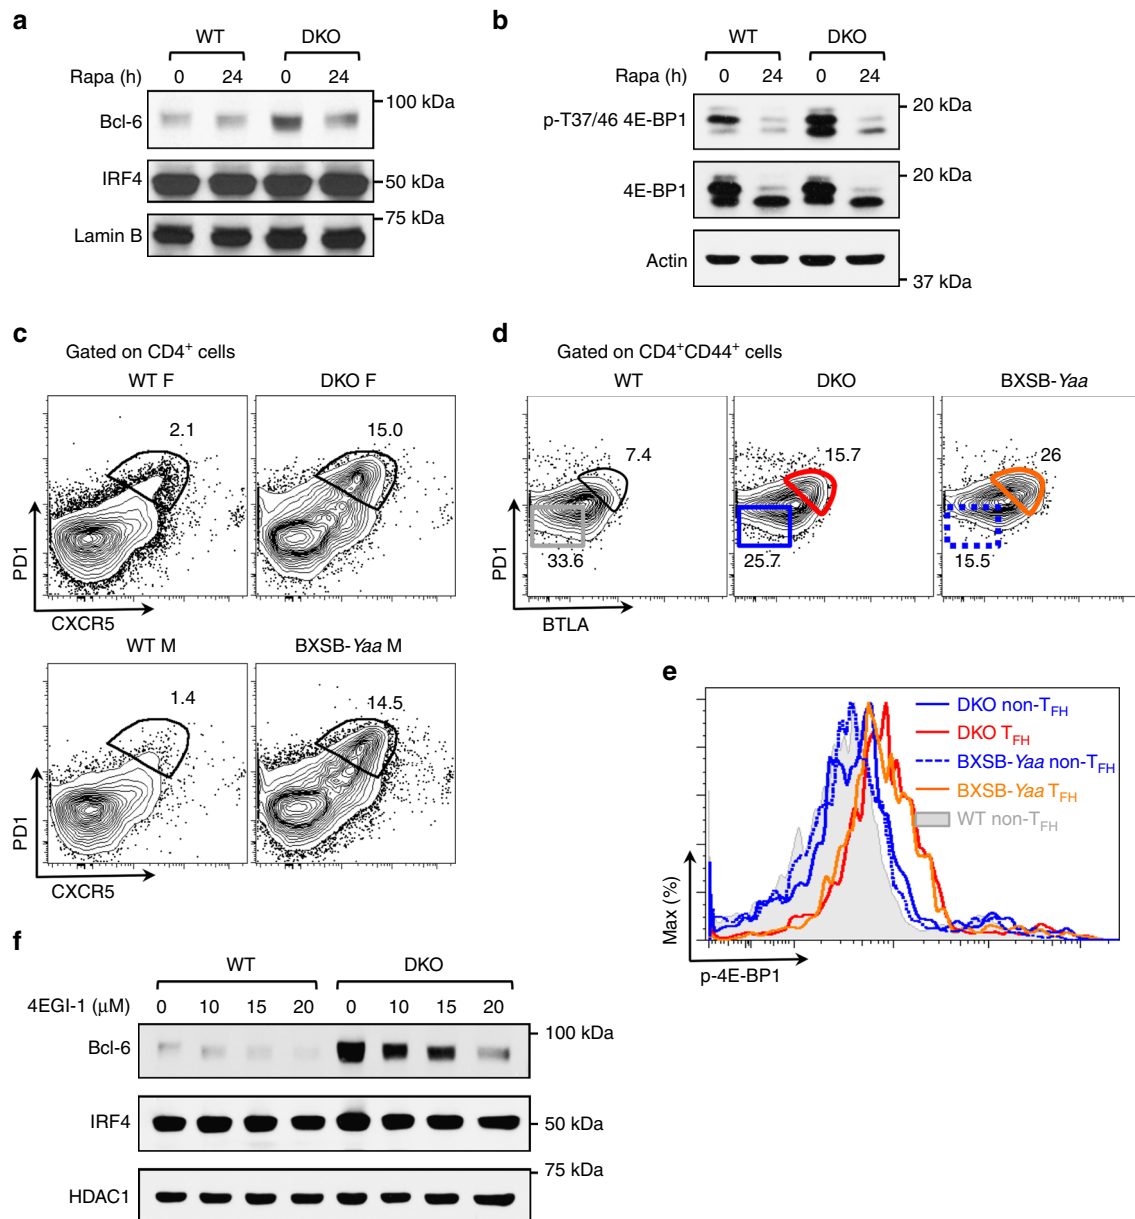 a
WT DKO
Rapa (h) 0 24 0 24
Bcl-6 100 kDa
IRF4 50 kDa
75 kDa
Lamin B
b
WT DKO
Rapa (h) 0 24 0 24
20 kDa
p-T37/46 4E-BP1
20 kDa
4E-BP1
Actin
37 kDa
c
Gated on CD4⁺ cells
WT F DKO F
2.1 15.0
PD1
CXCR5
WT M BXSB-Yaa M
1.4 14.5
PD1
CXCR5
d
Gated on CD4⁺CD44⁺ cells
WT DKO BXSB-Yaa
7.4 15.7 26
33.6 25.7 15.5
PD1
BTLA
e
DKO non-T_FH
DKO T_FH
BXSB-Yaa non-T_FH
BXSB-Yaa T_FH
WT non-T_FH
Max (%)
p-4E-BP1
f
WT DKO
4EGI-1 (μM) 0 10 15 20 0 10 15 20
100 kDa
Bcl-6
IRF4 50 kDa
75 kDa
HDAC1